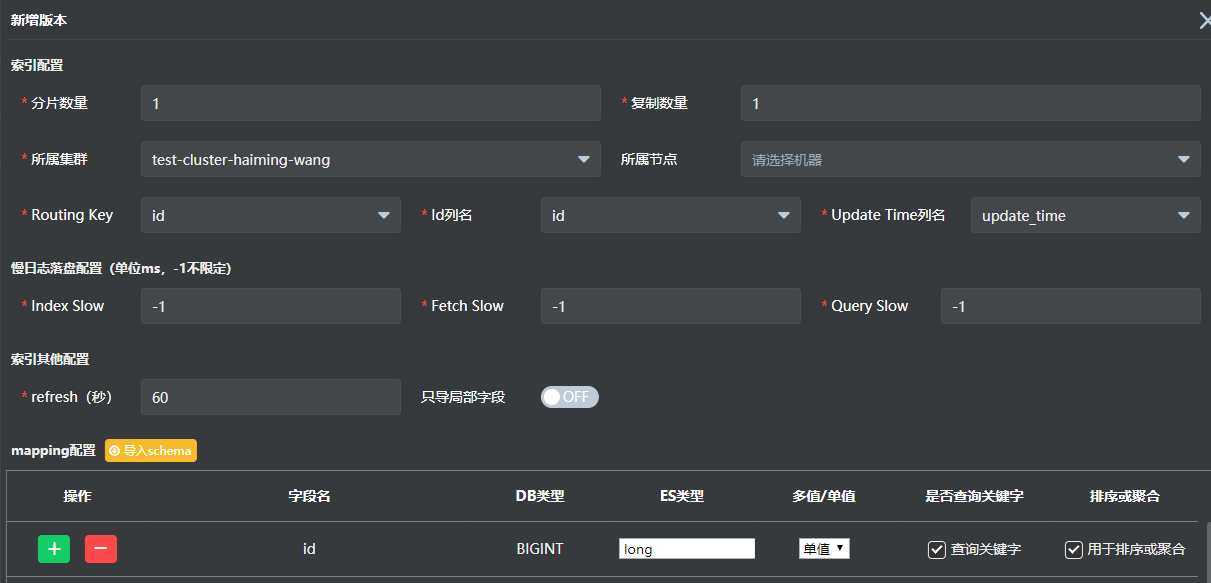 新增版本
索引配置
* 分片数量 1 * 复制数量 1
* 所属集群 test-cluster-haiming-wang 所属节点 请选择机器
* Routing Key id * Id列名 id * Update Time列名 update_time
慢日志落盘配置（单位ms，-1不限定）
* Index Slow -1 * Fetch Slow -1 * Query Slow -1
索引其他配置
* refresh（秒） 60 只导局部字段 OFF
mapping配置 导入schema
操作 字段名 DB类型 ES类型 多值/单值 是否查询关键字 排序或聚合
+ − id BIGINT long 单值 查询关键字 用于排序或聚合